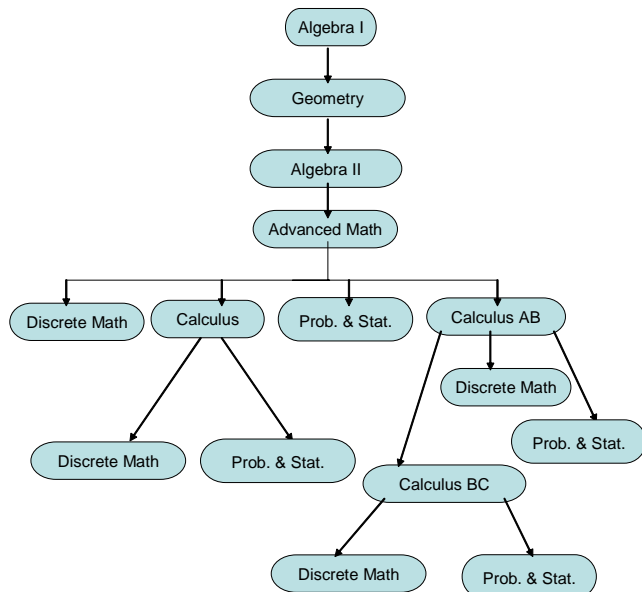 Algebra I
Geometry
Algebra II
Advanced Math
Discrete Math
Calculus
Prob. & Stat.
Calculus AB
Discrete Math
Prob. & Stat.
Discrete Math
Prob. & Stat.
Calculus BC
Discrete Math
Prob. & Stat.